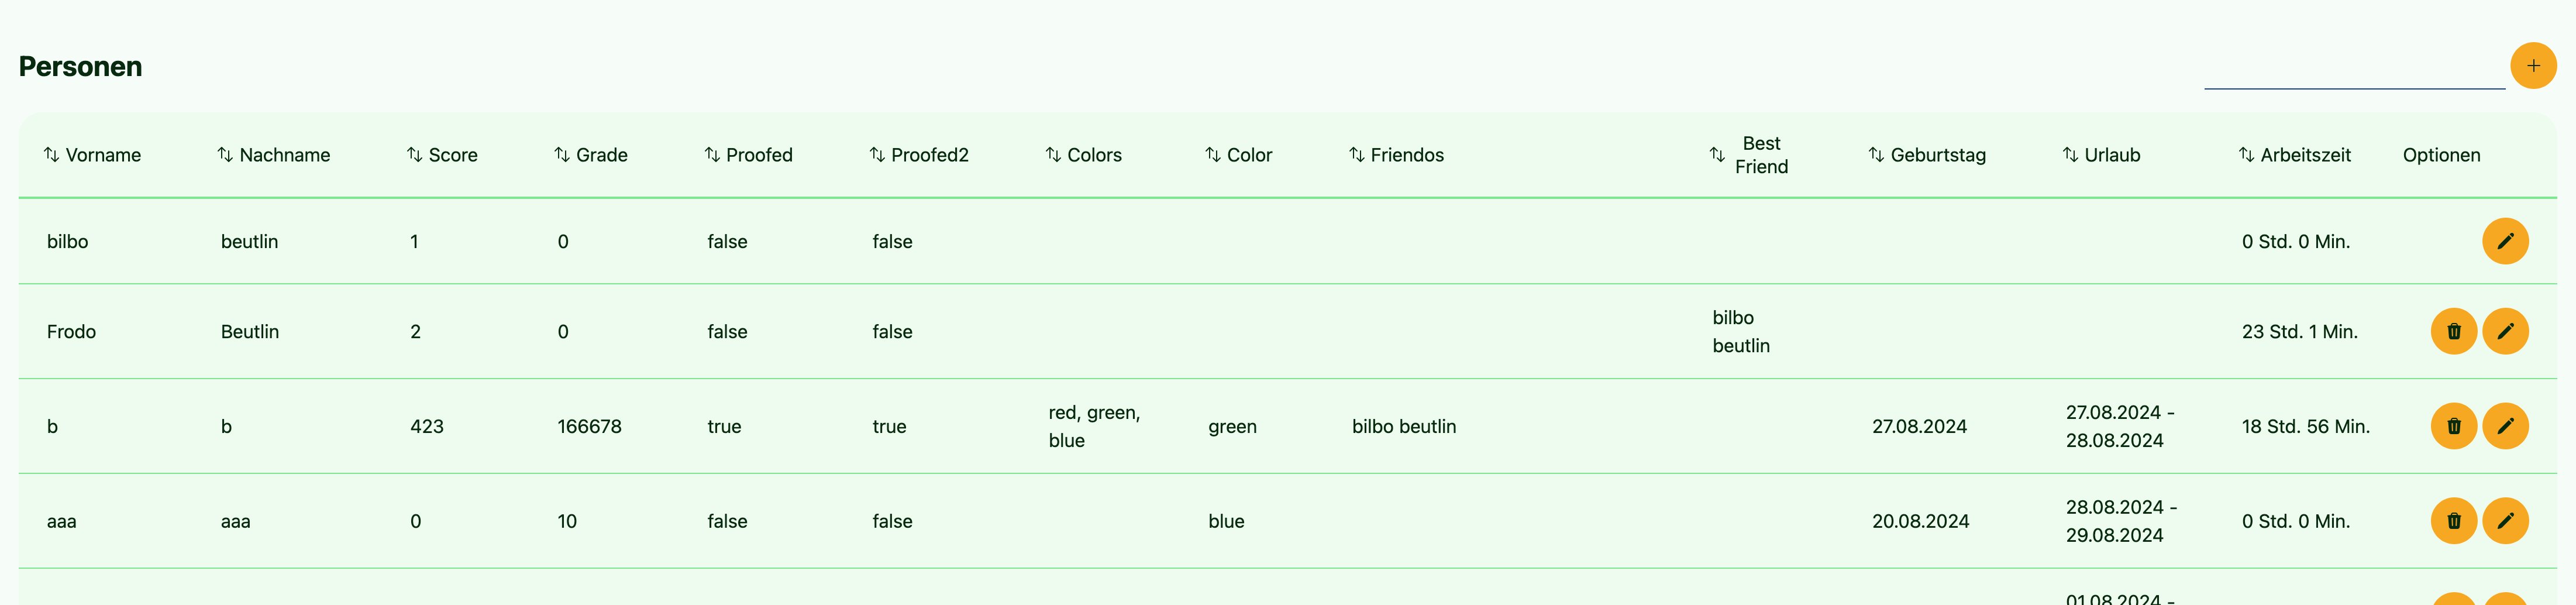 Personen
Vorname Nachname Score Grade Proofed Proofed2 Colors Color Friendos Best Friend Geburtstag Urlaub Arbeitszeit Optionen
bilbo beutlin 1 0 false false 0 Std. 0 Min.
Frodo Beutlin 2 0 false false bilbo beutlin 23 Std. 1 Min.
b b 423 166678 true true red, green, blue green bilbo beutlin 27.08.2024 27.08.2024 - 28.08.2024 18 Std. 56 Min.
aaa aaa 0 10 false false blue 20.08.2024 28.08.2024 - 29.08.2024 0 Std. 0 Min.
01.08.2024 -